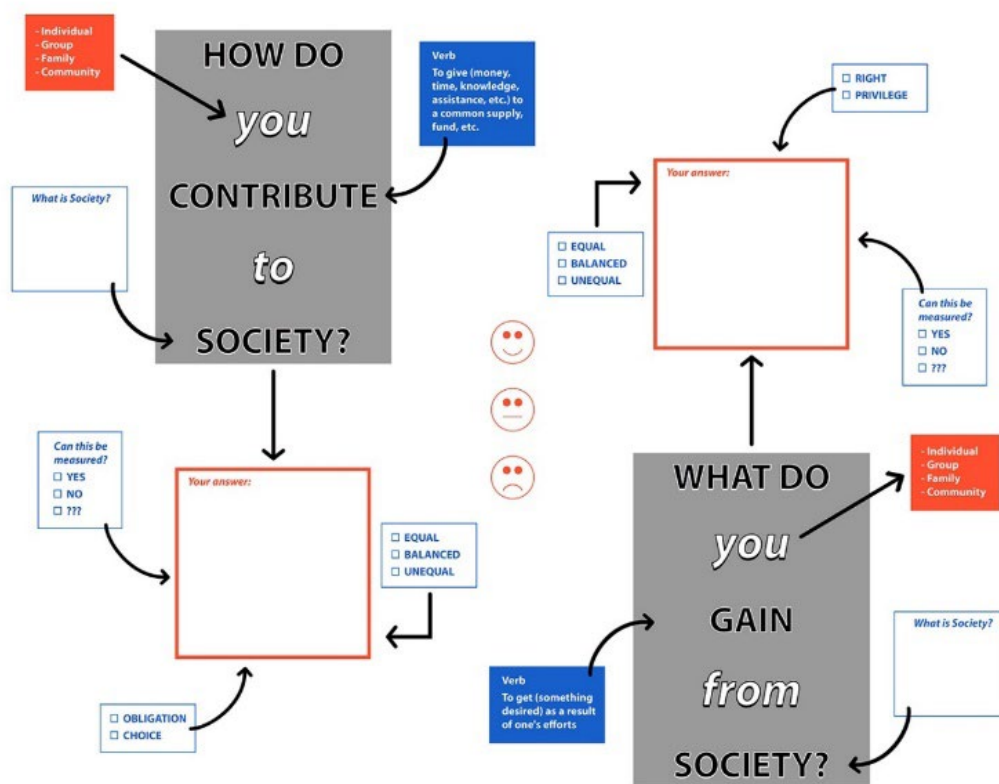 - Individual
- Group
- Family
- Community
HOW DO
you
CONTRIBUTE
to
SOCIETY?
Verb
To give (money,
time, knowledge,
assistance, etc.) to
a common supply,
fund, etc.
What is Society?
Can this be
measured?
☐ YES
☐ NO
☐ ???
Your answer:
☐ EQUAL
☐ BALANCED
☐ UNEQUAL
☐ OBLIGATION
☐ CHOICE
☐ RIGHT
☐ PRIVILEGE
Your answer:
☐ EQUAL
☐ BALANCED
☐ UNEQUAL
Can this be
measured?
☐ YES
☐ NO
☐ ???
WHAT DO
you
GAIN
from
SOCIETY?
- Individual
- Group
- Family
- Community
What is Society?
Verb
To get (something
desired) as a result
of one's efforts